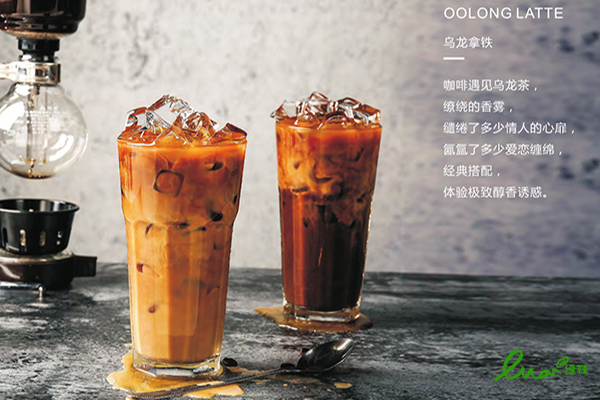 OOLONG LATTE
乌龙拿铁
咖啡遇见乌龙茶，
缭绕的香雾，
缱绻了多少情人的心扉，
氤氲了多少爱恋缠绵，
经典搭配，
体验极致醇香诱惑。